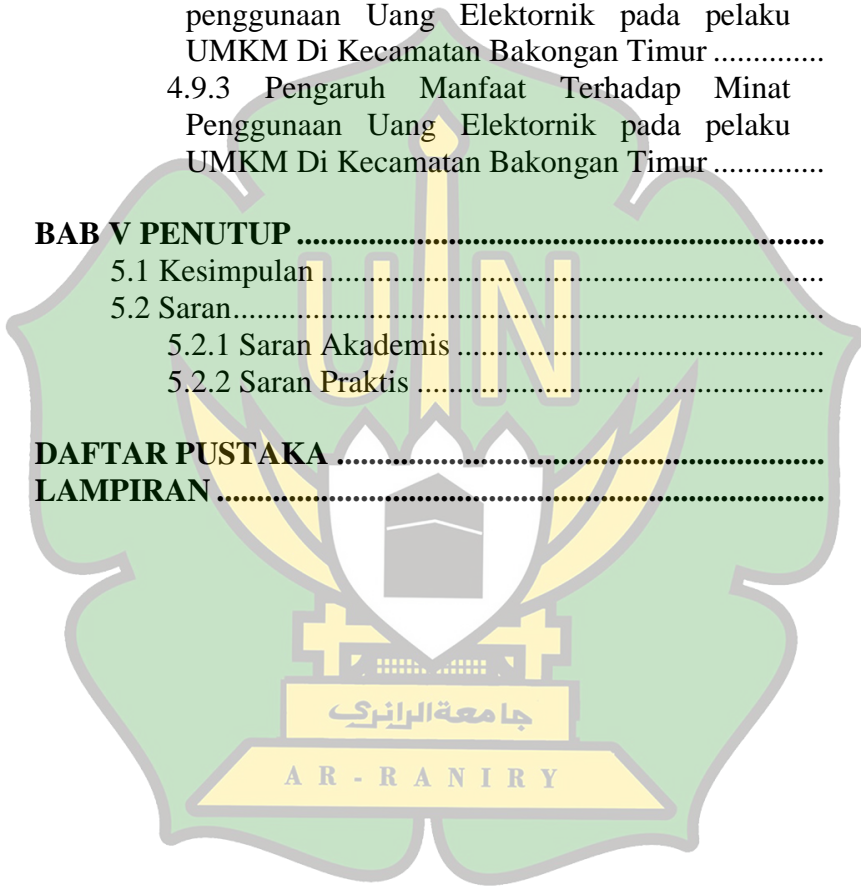 penggunaan Uang Elektornik pada pelaku
UMKM Di Kecamatan Bakongan Timur ..............
4.9.3 Pengaruh Manfaat Terhadap Minat
Penggunaan Uang Elektornik pada pelaku
UMKM Di Kecamatan Bakongan Timur ..............
BAB V PENUTUP ..................................................................
5.1 Kesimpulan ...............................................................
5.2 Saran..........................................................................
5.2.1 Saran Akademis ..............................................
5.2.2 Saran Praktis ...................................................
DAFTAR PUSTAKA .............................................................
LAMPIRAN ............................................................................
UIN
جامعة الرانري
AR-RANIRY